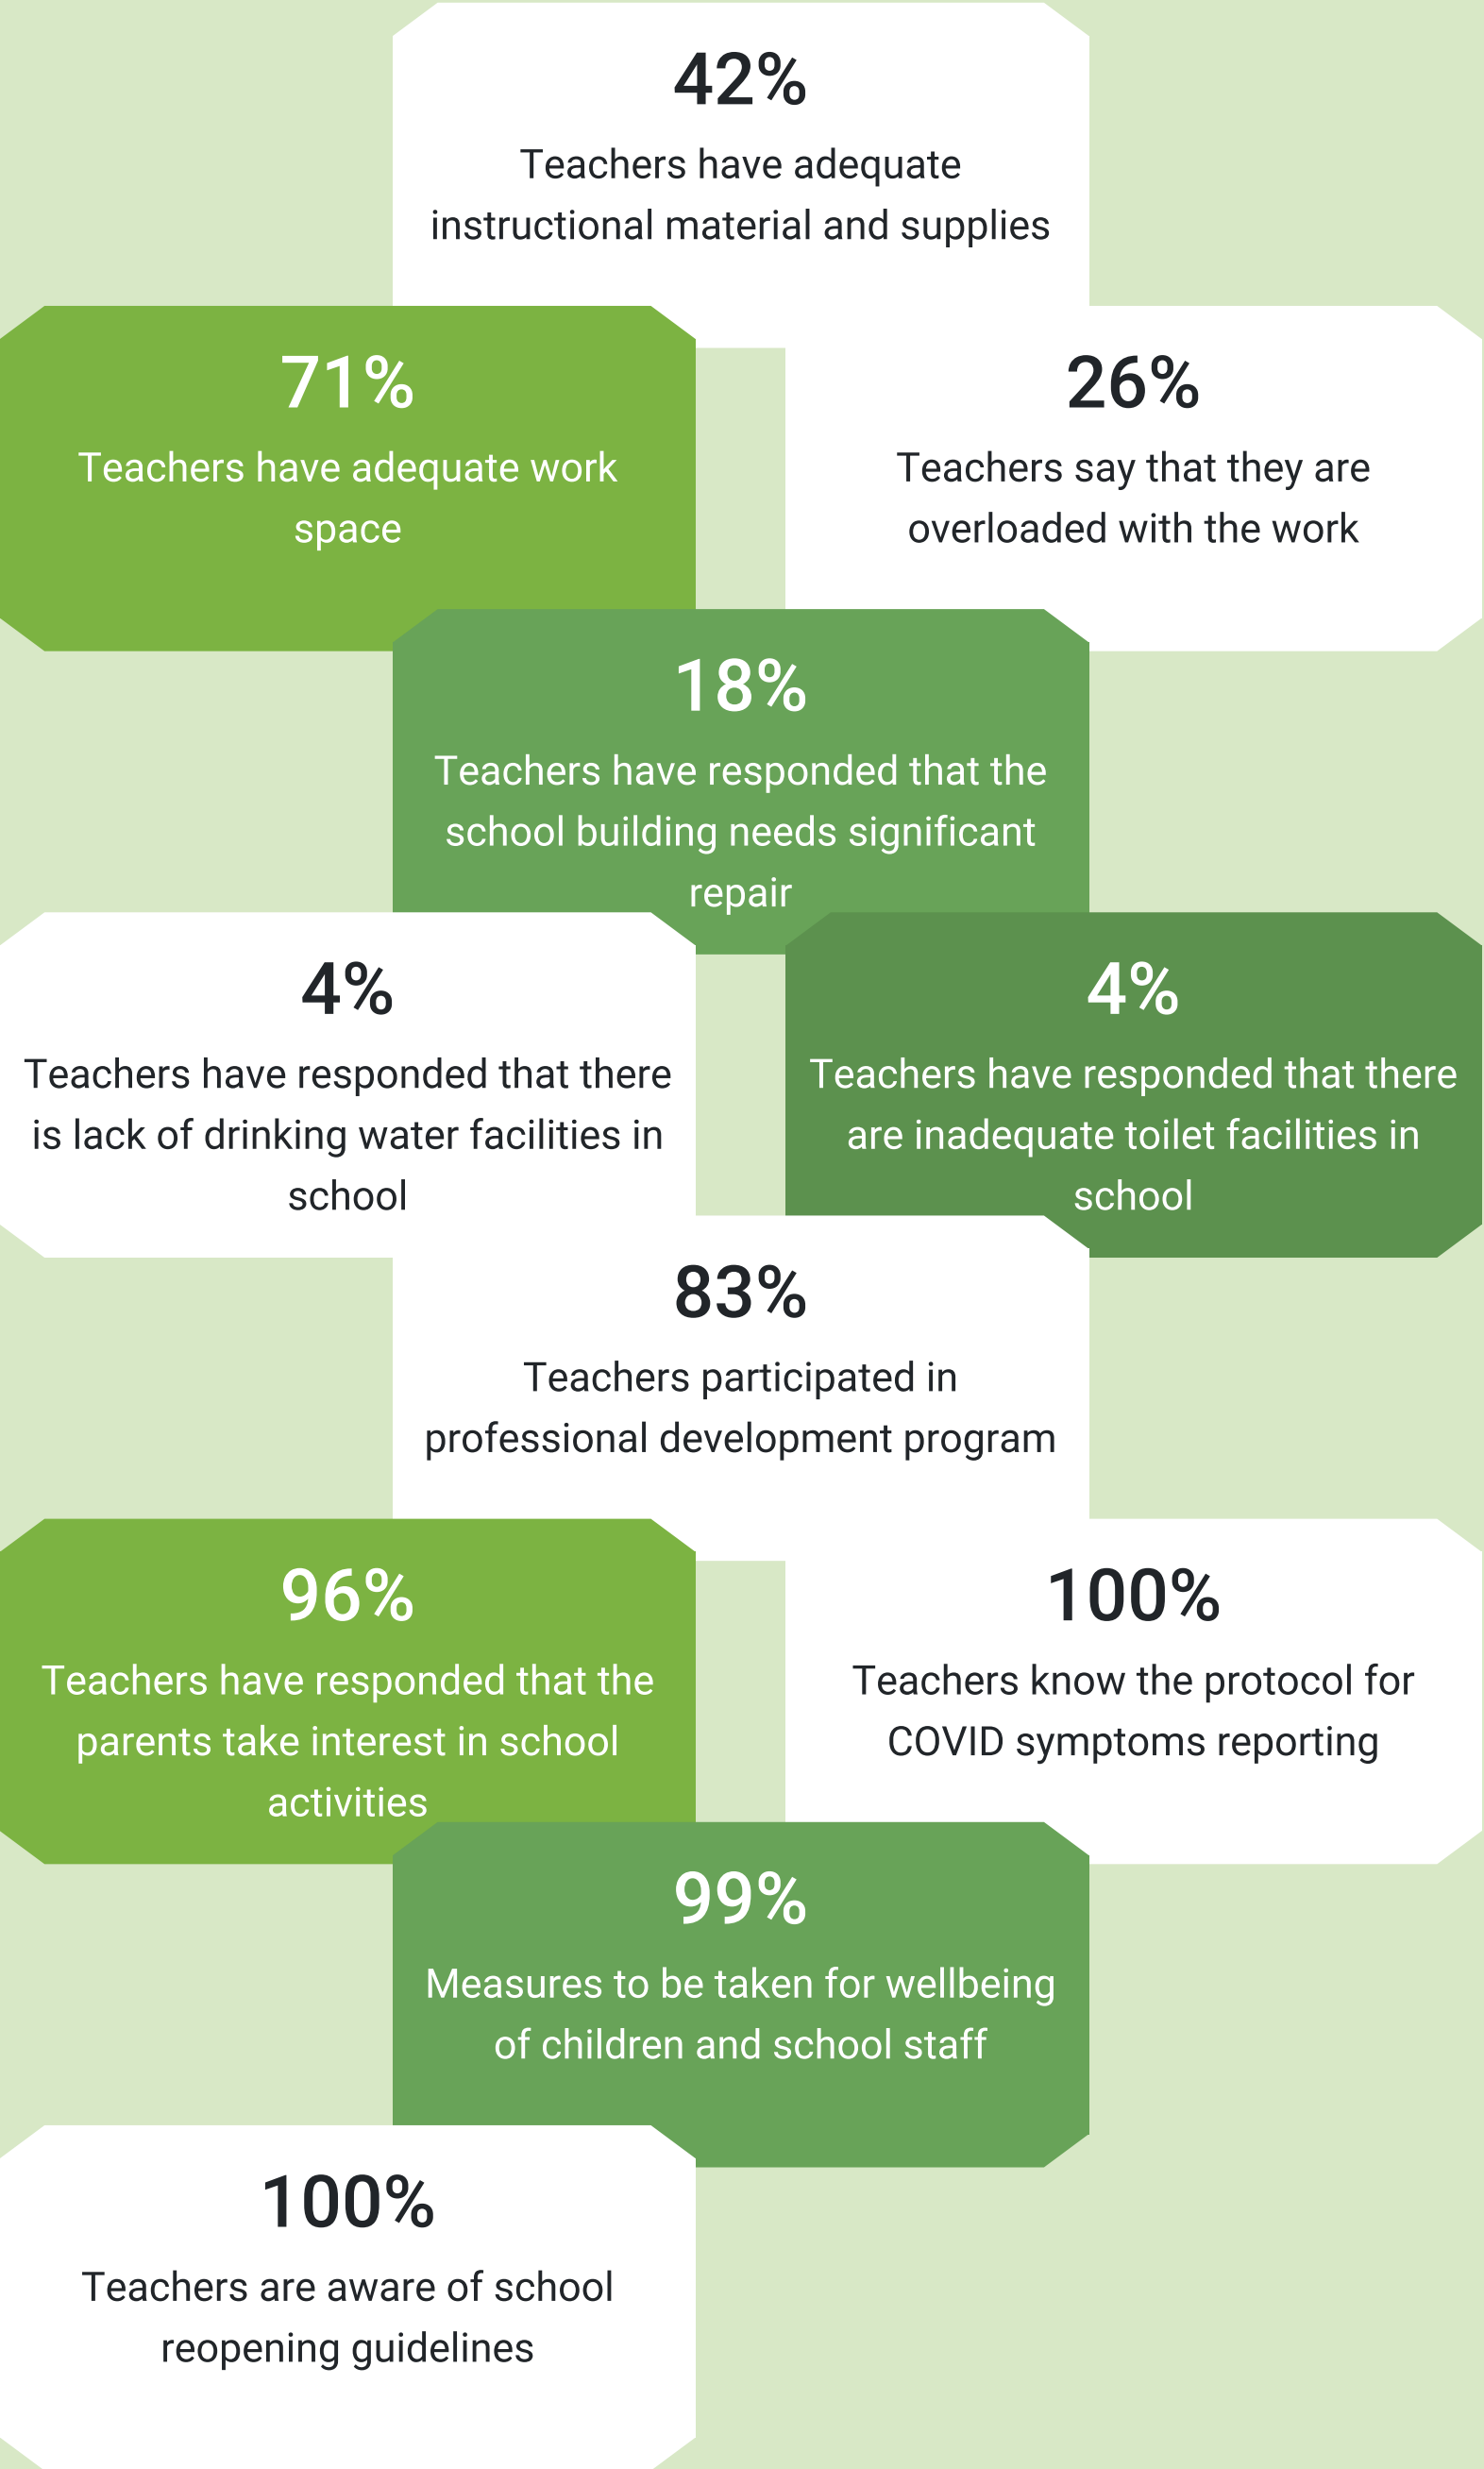 42%
Teachers have adequate
instructional material and supplies
71%
Teachers have adequate work
space
26%
Teachers say that they are
overloaded with the work
18%
Teachers have responded that the
school building needs significant
repair
4%
Teachers have responded that there
is lack of drinking water facilities in
school
4%
Teachers have responded that there
are inadequate toilet facilities in
school
83%
Teachers participated in
professional development program
96%
Teachers have responded that the
parents take interest in school
activities
100%
Teachers know the protocol for
COVID symptoms reporting
99%
Measures to be taken for wellbeing
of children and school staff
100%
Teachers are aware of school
reopening guidelines